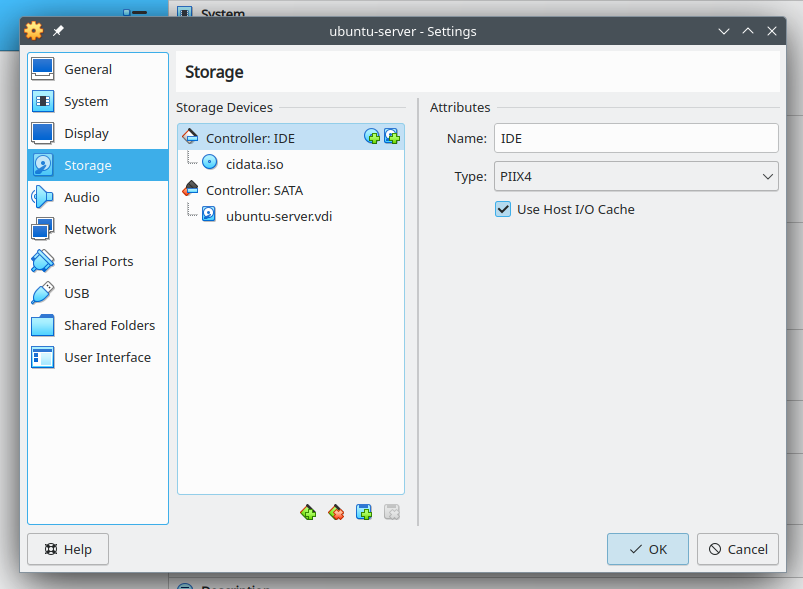 System
ubuntu-server - Settings
General
System
Display
Storage
Audio
Network
Serial Ports
USB
Shared Folders
User Interface
Storage
Storage Devices
Controller: IDE
cidata.iso
Controller: SATA
ubuntu-server.vdi
Attributes
Name: IDE
Type: PIIX4
Use Host I/O Cache
Help
OK
Cancel
Description